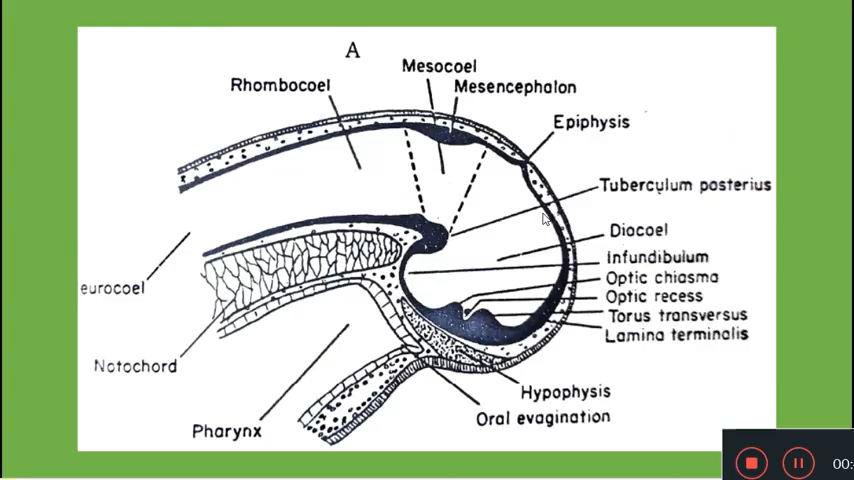 A
Mesocoel
Rhombocoel
Mesencephalon
Epiphysis
Tuberculum posterius
Diocoel
Infundibulum
Optic chiasma
Optic recess
Torus transversus
Lamina terminalis
eurocoel
Notochord
Hypophysis
Oral evagination
Pharynx
00: